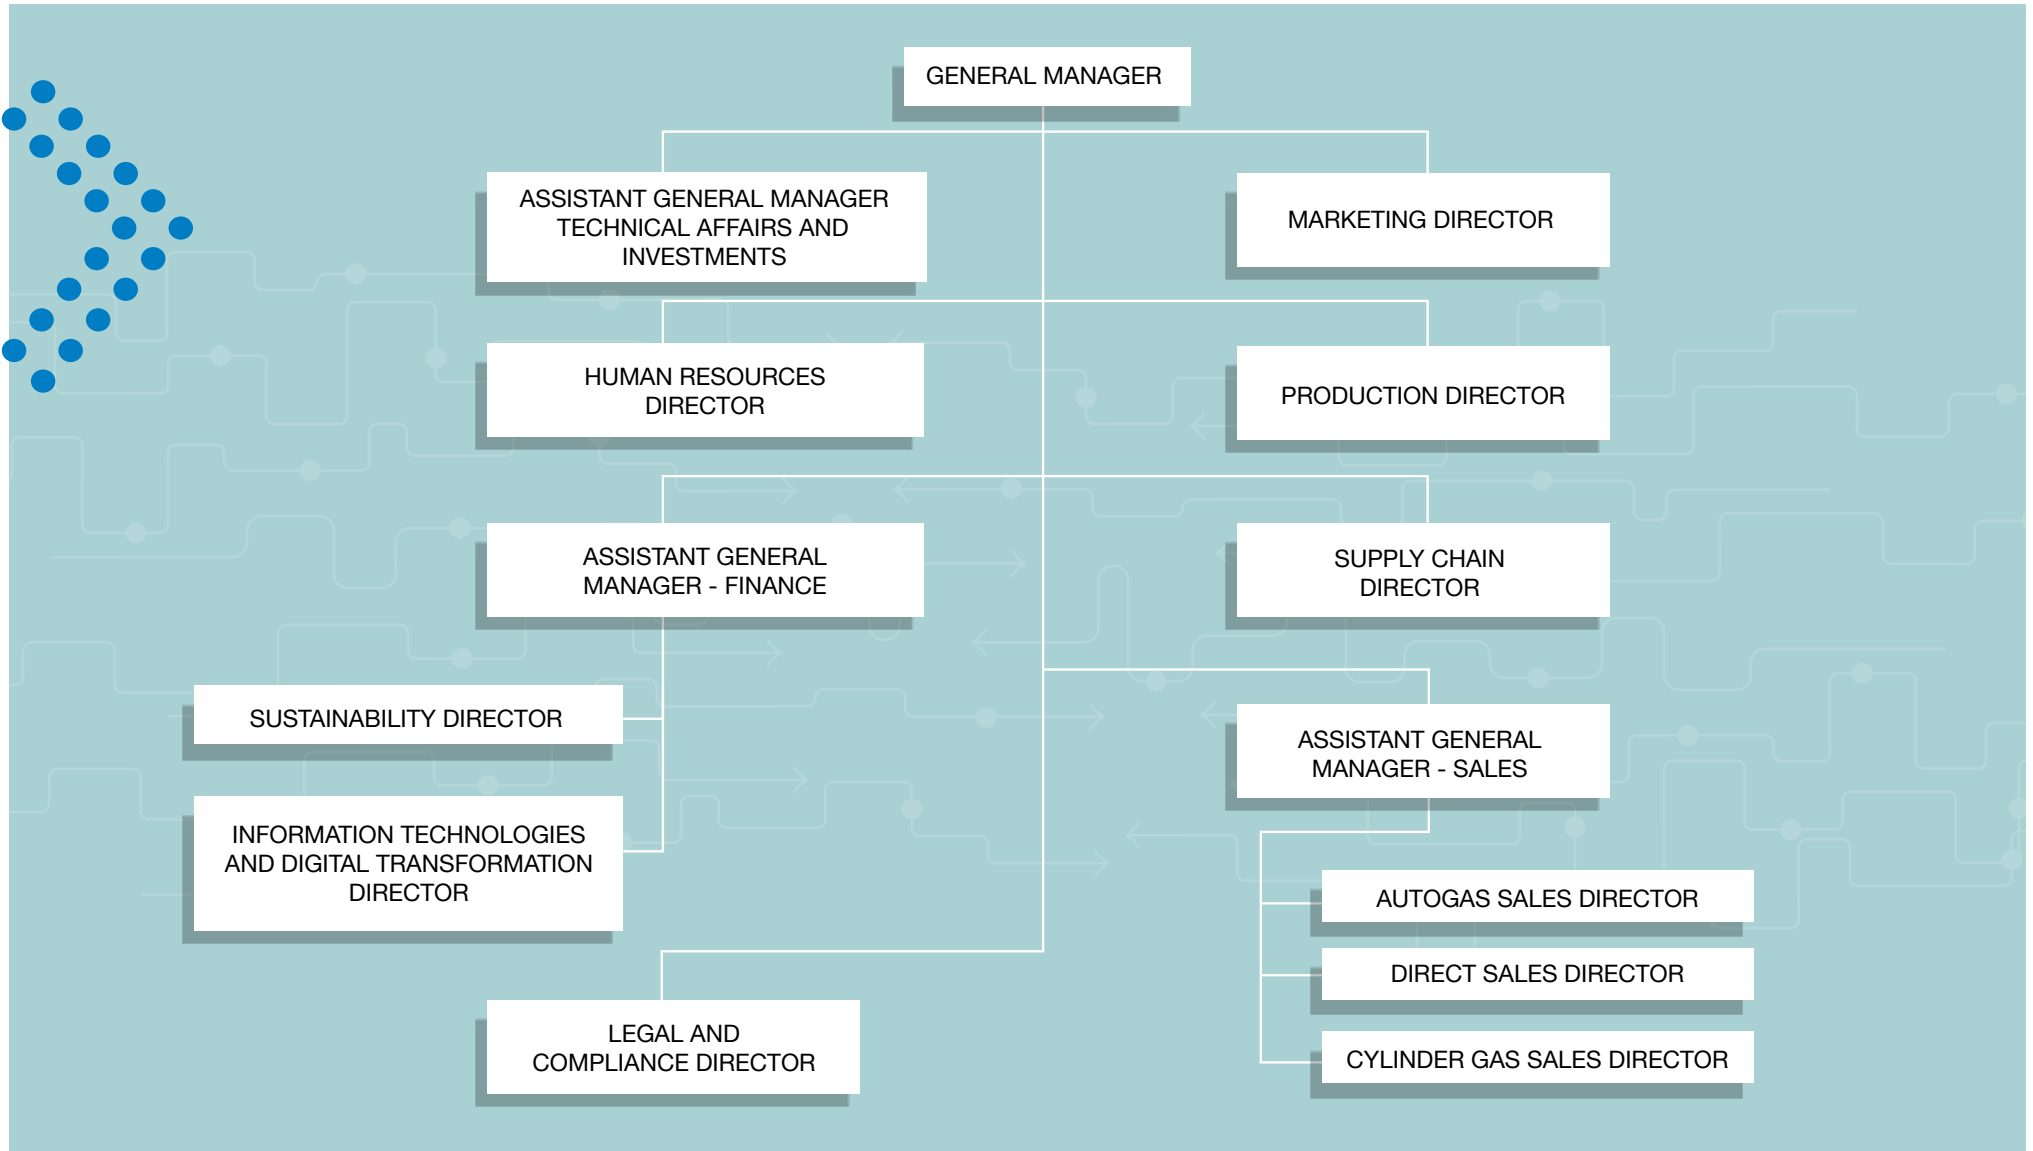 GENERAL MANAGER
ASSISTANT GENERAL MANAGER
TECHNICAL AFFAIRS AND
INVESTMENTS
MARKETING DIRECTOR
HUMAN RESOURCES
DIRECTOR
PRODUCTION DIRECTOR
ASSISTANT GENERAL
MANAGER - FINANCE
SUPPLY CHAIN
DIRECTOR
SUSTAINABILITY DIRECTOR
INFORMATION TECHNOLOGIES
AND DIGITAL TRANSFORMATION
DIRECTOR
ASSISTANT GENERAL
MANAGER - SALES
AUTOGAS SALES DIRECTOR
DIRECT SALES DIRECTOR
CYLINDER GAS SALES DIRECTOR
LEGAL AND
COMPLIANCE DIRECTOR